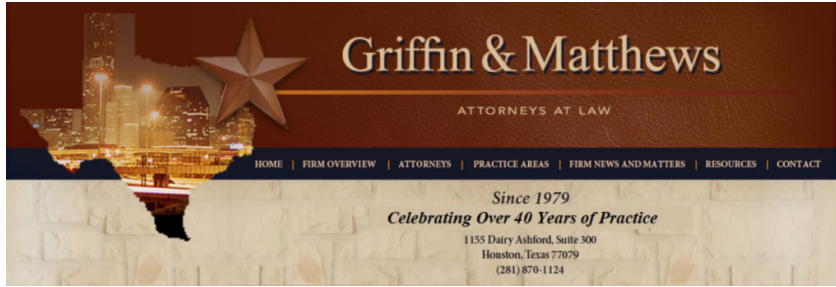 Griffin & Matthews
ATTORNEYS AT LAW
HOME | FIRM OVERVIEW | ATTORNEYS | PRACTICE AREAS | FIRM NEWS AND MATTERS | RESOURCES | CONTACT
Since 1979
Celebrating Over 40 Years of Practice
1155 Dairy Ashford, Suite 300
Houston, Texas 77079
(281) 870-1124